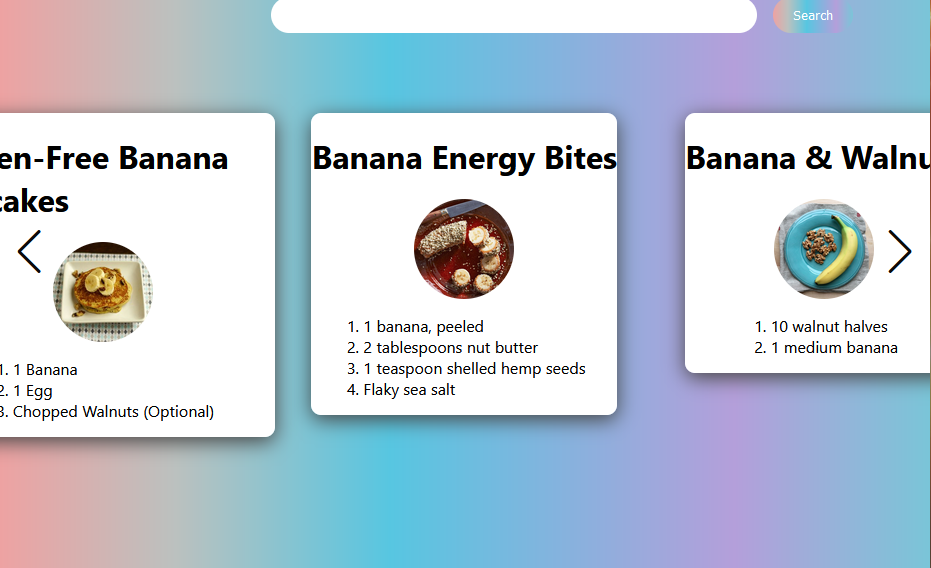 Search
en-Free Banana
cakes
1. 1 Banana
2. 1 Egg
3. Chopped Walnuts (Optional)
Banana Energy Bites
1. 1 banana, peeled
2. 2 tablespoons nut butter
3. 1 teaspoon shelled hemp seeds
4. Flaky sea salt
Banana & Walnu
1. 10 walnut halves
2. 1 medium banana